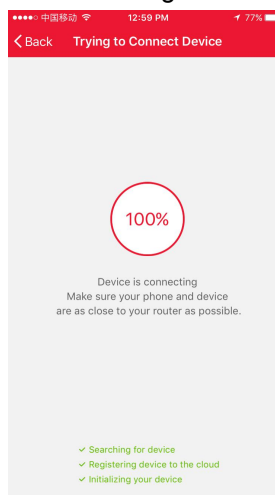 中国移动 12:59 PM 77%
Back Trying to Connect Device
100%
Device is connecting
Make sure your phone and device
are as close to your router as possible.
Searching for device
Registering device to the cloud
Initializing your device